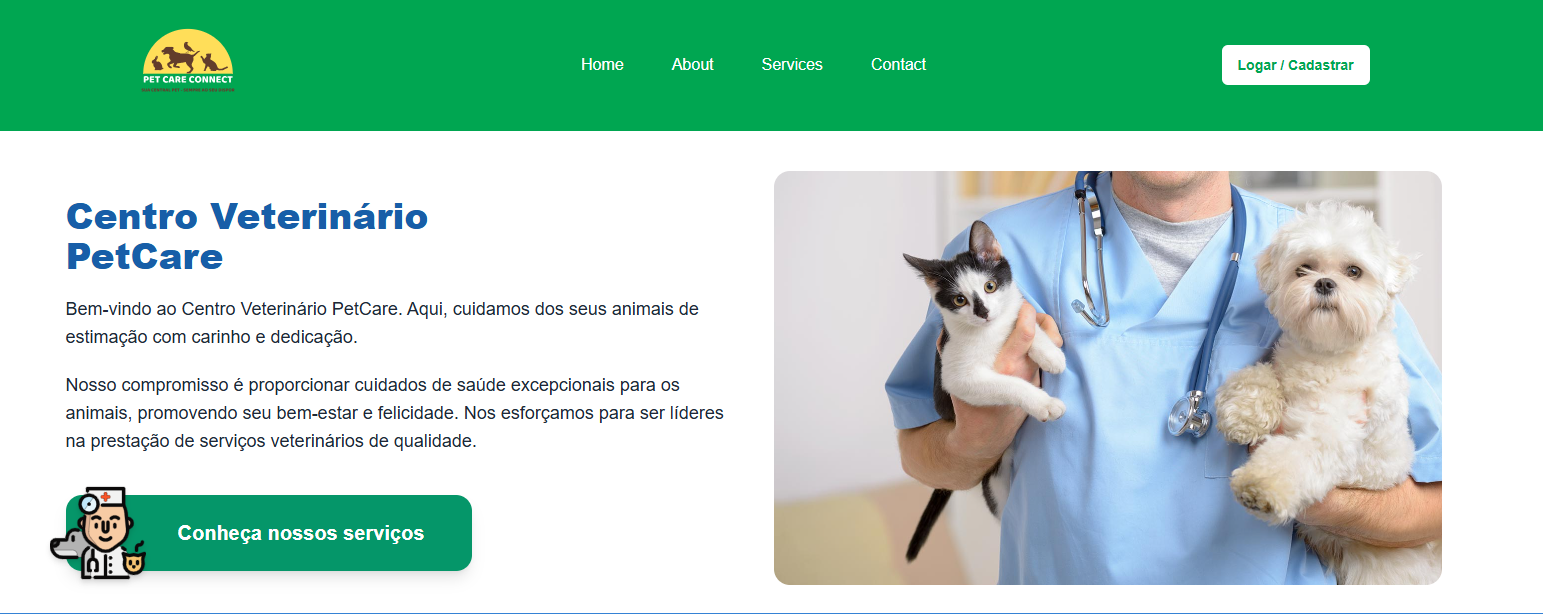 PET CARE CONNECT
Home
About
Services
Contact
Logar / Cadastrar
Centro Veterinário
PetCare
Bem-vindo ao Centro Veterinário PetCare. Aqui, cuidamos dos seus animais de
estimação com carinho e dedicação.
Nosso compromisso é proporcionar cuidados de saúde excepcionais para os
animais, promovendo seu bem-estar e felicidade. Nos esforçamos para ser líderes
na prestação de serviços veterinários de qualidade.
Conheça nossos serviços